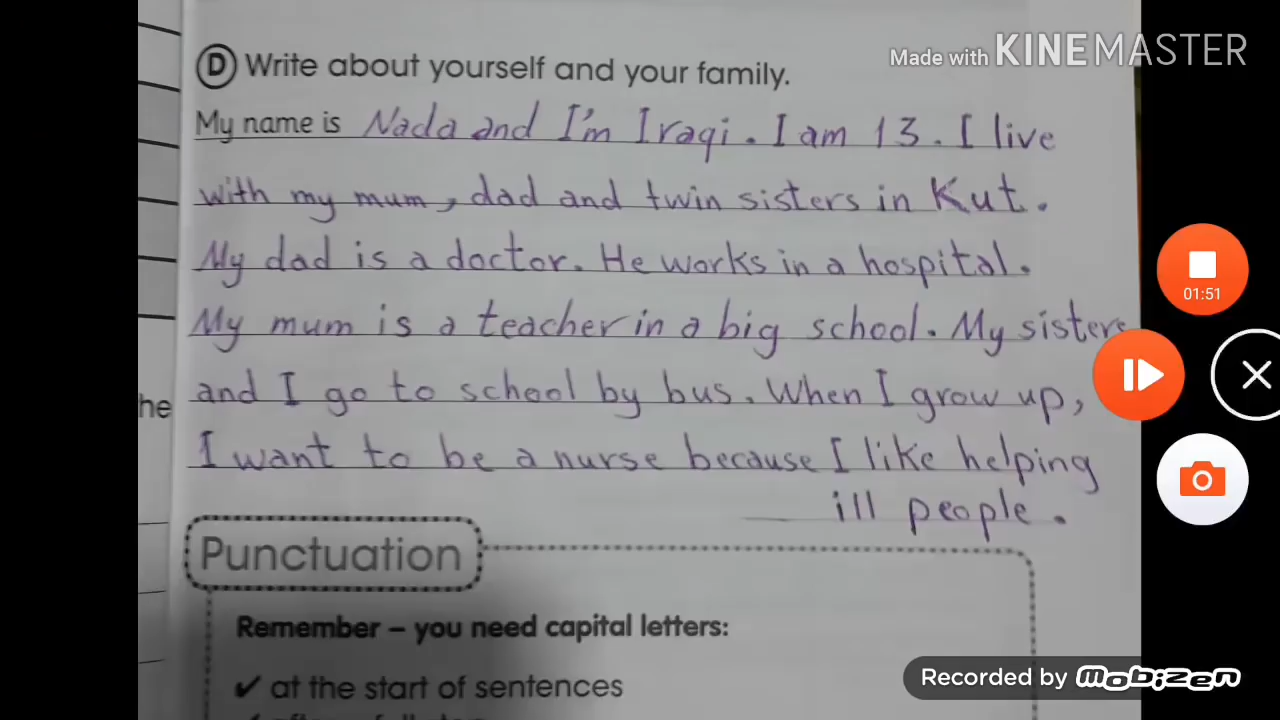 Made with KINEMASTER
D Write about yourself and your family.
My name is Nada and I'm Iraqi. I am 13. I live
with my mum, dad and twin sisters in Kut.
My dad is a doctor. He works in a hospital.
My mum is a teacher in a big school. My sisters
01:51
he
and I go to school by bus. When I grow up,
I want to be a nurse because I like helping
ill people.
Punctuation
Remember – you need capital letters:
✔ at the start of sentences
Recorded by mobizen